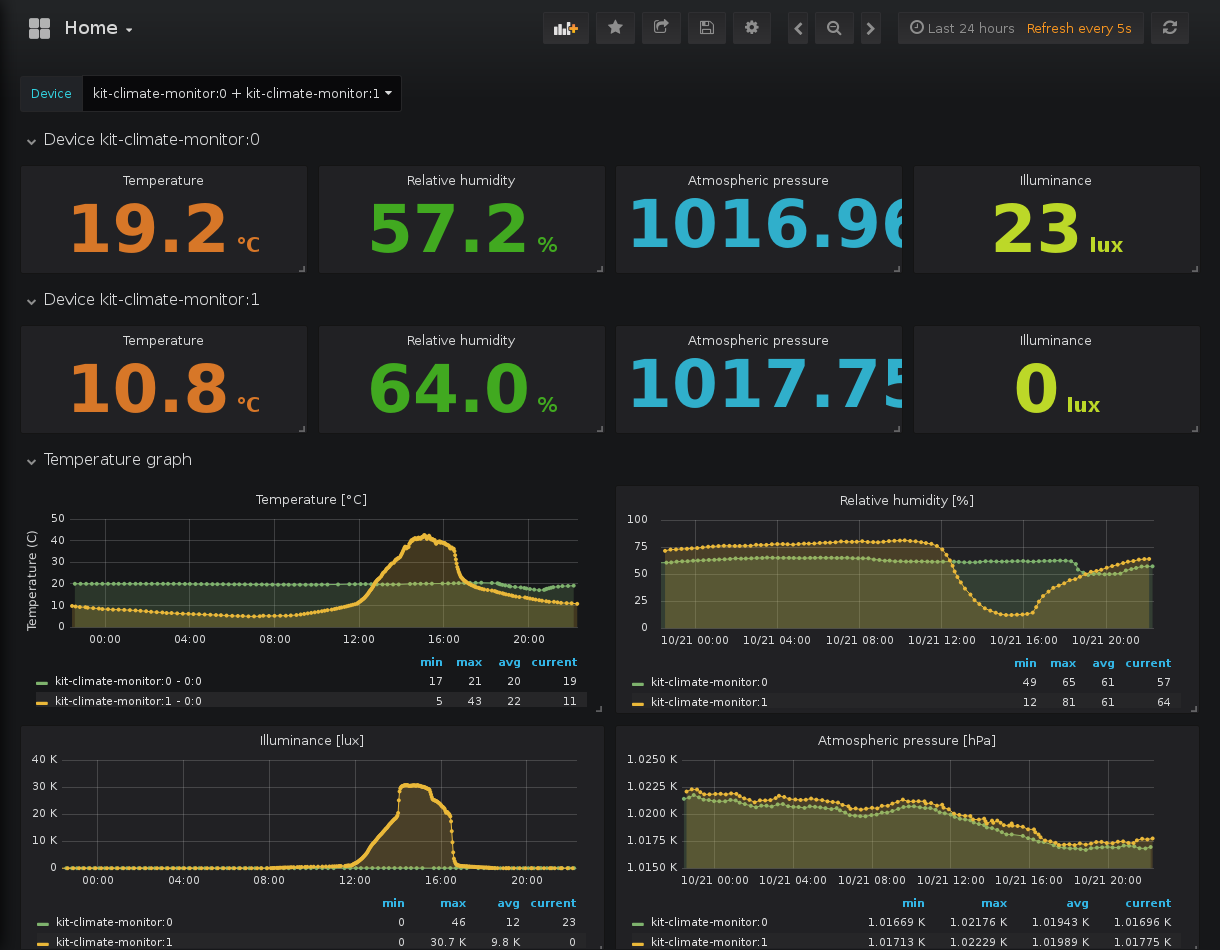 Home
Last 24 hours Refresh every 5s
Device kit-climate-monitor:0 + kit-climate-monitor:1
Device kit-climate-monitor:0
Temperature Relative humidity Atmospheric pressure Illuminance
19.2 °C 57.2 % 1016.96 23 lux
Device kit-climate-monitor:1
Temperature Relative humidity Atmospheric pressure Illuminance
10.8 °C 64.0 % 1017.75 0 lux
Temperature graph
Temperature [°C]
Temperature (C)
50
40
30
20
10
0
00:00 04:00 08:00 12:00 16:00 20:00
min max avg current
kit-climate-monitor:0 - 0:0 17 21 20 19
kit-climate-monitor:1 - 0:0 5 43 22 11
Relative humidity [%]
100
75
50
25
0
10/21 00:00 10/21 04:00 10/21 08:00 10/21 12:00 10/21 16:00 10/21 20:00
min max avg current
kit-climate-monitor:0 49 65 61 57
kit-climate-monitor:1 12 81 61 64
Illuminance [lux]
40 K
30 K
20 K
10 K
0
00:00 04:00 08:00 12:00 16:00 20:00
min max avg current
kit-climate-monitor:0 0 46 12 23
kit-climate-monitor:1 0 30.7 K 9.8 K 0
Atmospheric pressure [hPa]
1.0250 K
1.0225 K
1.0200 K
1.0175 K
1.0150 K
10/21 00:00 10/21 04:00 10/21 08:00 10/21 12:00 10/21 16:00 10/21 20:00
min max avg current
kit-climate-monitor:0 1.01669 K 1.02176 K 1.01943 K 1.01696 K
kit-climate-monitor:1 1.01713 K 1.02229 K 1.01989 K 1.01775 K